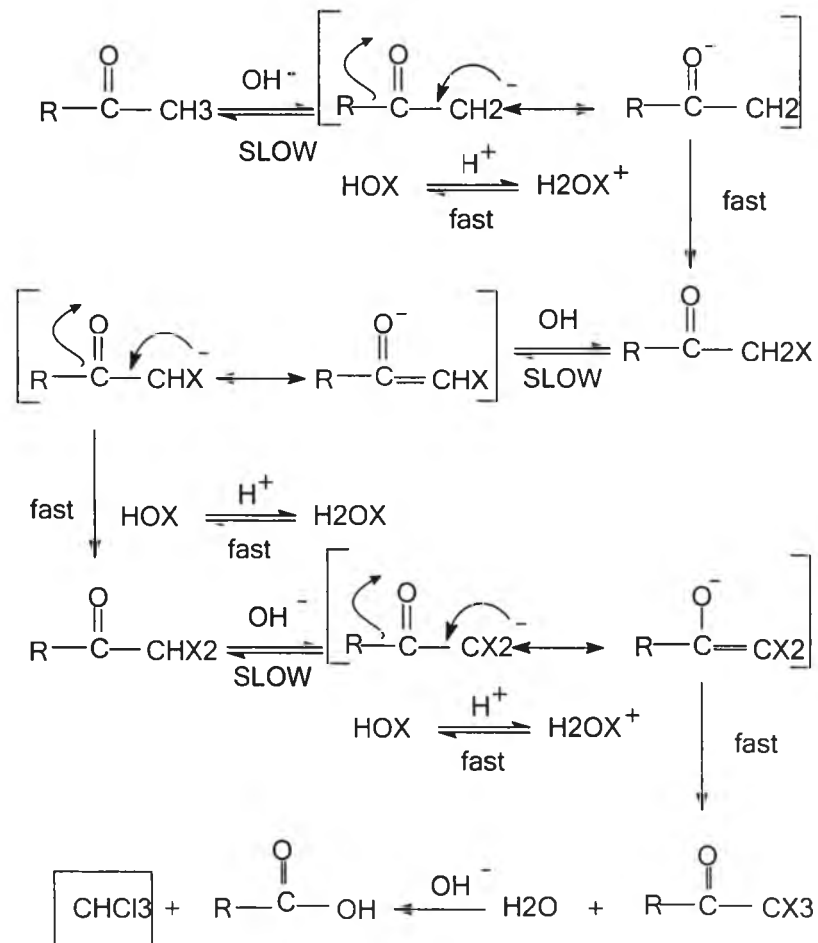 O OH - O O-
R C CH3 R C CH2 - R C CH2
SLOW
HOX H+ H2OX+
fast
fast
O O- OH O
R C CHX - R C CHX R C CH2X
SLOW
fast HOX H+ H2OX
fast
O OH - O O-
R C CHX2 R C CX2 - R C CX2
SLOW
HOX H+ H2OX+
fast
fast
O O
CHCl3 + R C OH OH - H2O + R C CX3